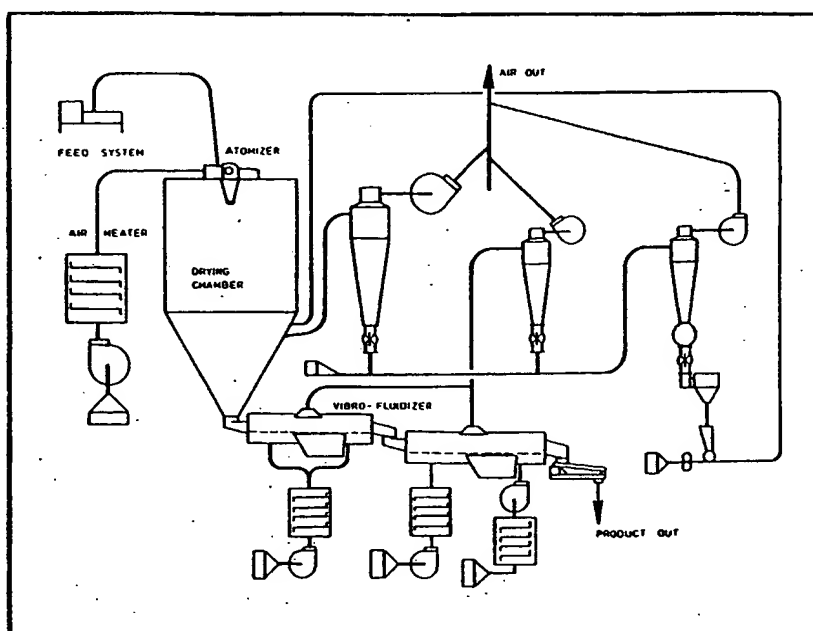 AIR OUT
FEED SYSTEM
ATOMIZER
AIR HEATER
DRYING
CHAMBER
VIBRO-FLUIDIZER
PRODUCT OUT